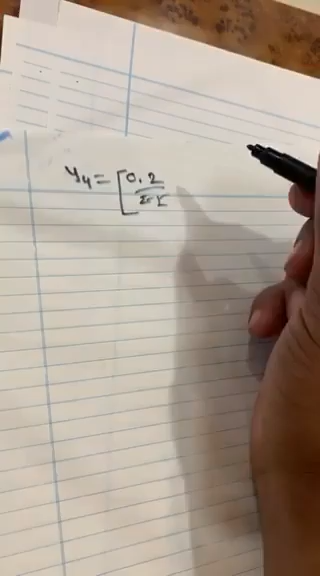 y₄ = [0.2